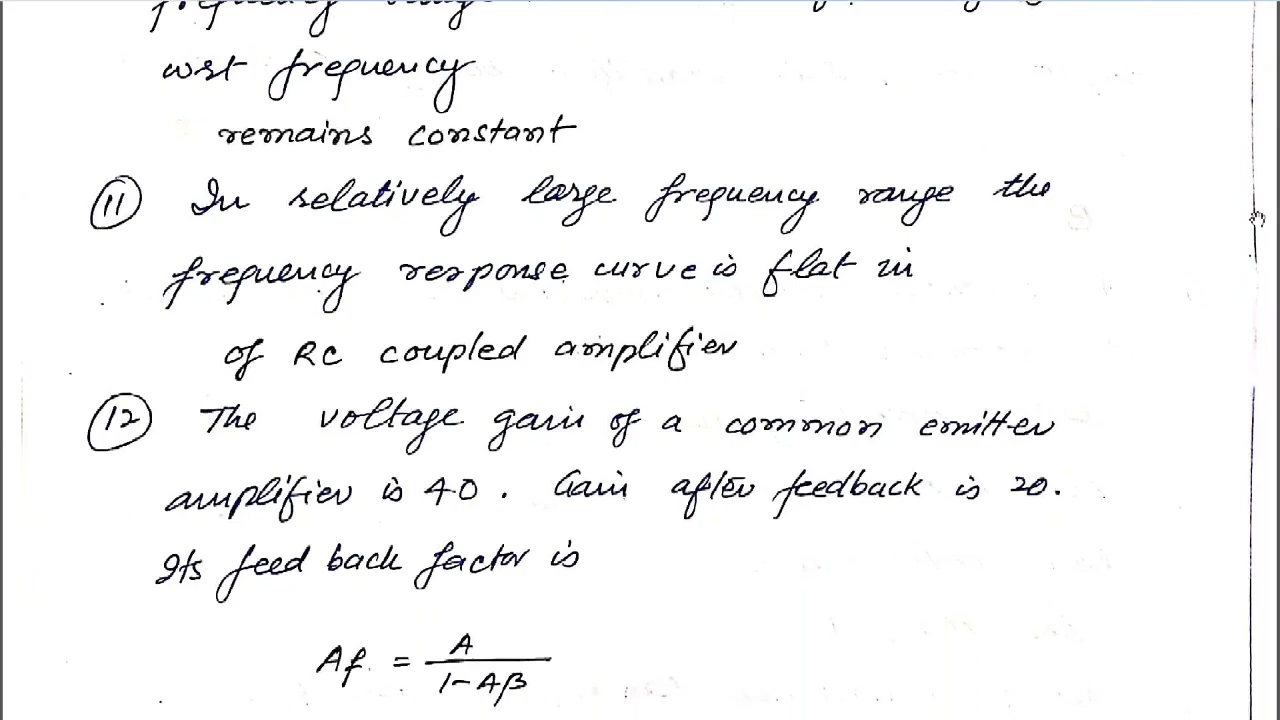 wrt frequency
remains constant
11 In relatively large frequency range the
frequency response curve is flat in
of RC coupled amplifier
12 The voltage gain of a common emitter
amplifier is 40. Gain after feedback is 20.
Its feed back factor is
Af = A / 1-Aβ